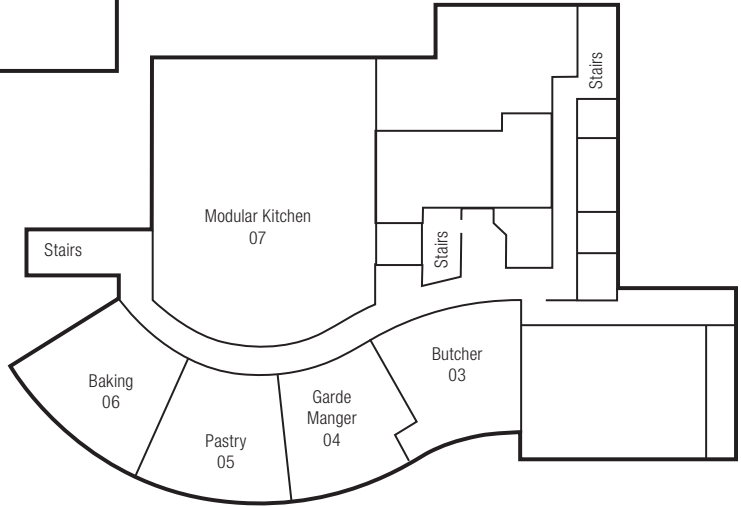 Stairs
Modular Kitchen
07
Stairs
Stairs
Butcher
03
Baking
06
Garde
Manger
04
Pastry
05